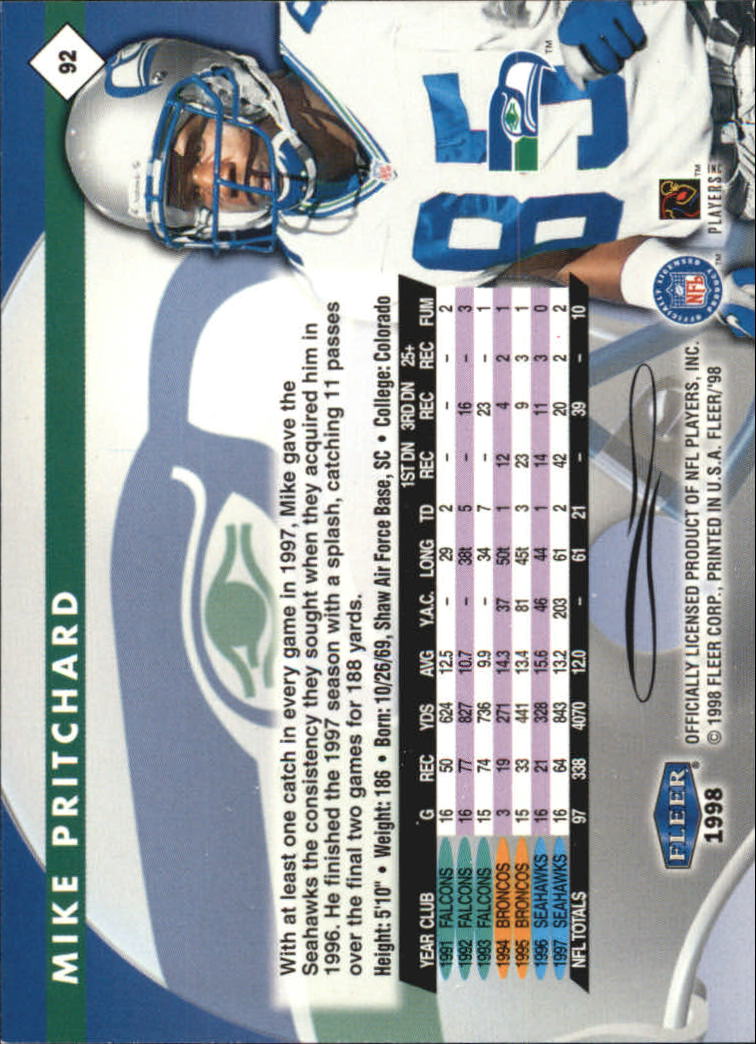 92
MIKE PRITCHARD
85
With at least one catch in every game in 1997, Mike gave the
Seahawks the consistency they sought when they acquired him in
1996. He finished the 1997 season with a splash, catching 11 passes
over the final two games for 188 yards.
Height: 5'10" • Weight: 186 • Born: 10/26/69, Shaw Air Force Base, SC • College: Colorado
YEAR CLUB G REC YDS AVG Y.A.C. LONG TD 1ST DN REC 3RD DN REC 25+ REC FUM
1991 FALCONS 16 50 624 12.5 – 29 2 – – – 2
1992 FALCONS 16 77 827 10.7 – 38t 5 – 16 – 3
1993 FALCONS 15 74 736 9.9 – 34 7 – 23 – 1
1994 BRONCOS 3 19 271 14.3 37 50t 1 12 4 2 1
1995 BRONCOS 15 33 441 13.4 81 45t 3 23 9 3 1
1996 SEAHAWKS 16 21 328 15.6 46 44 1 14 11 3 0
1997 SEAHAWKS 16 64 843 13.2 203 61 2 42 20 2 2
NFL TOTALS 97 338 4070 12.0 – 61 21 – 39 – 10
FLEER®
1998
OFFICIALLY LICENSED PRODUCT OF NFL PLAYERS, INC.
© 1998 FLEER CORP., PRINTED IN U.S.A. FLEER/'98
OFFICIALLY LICENSED PRODUCT
NFL
TM
PLAYERS INC
TM
TM